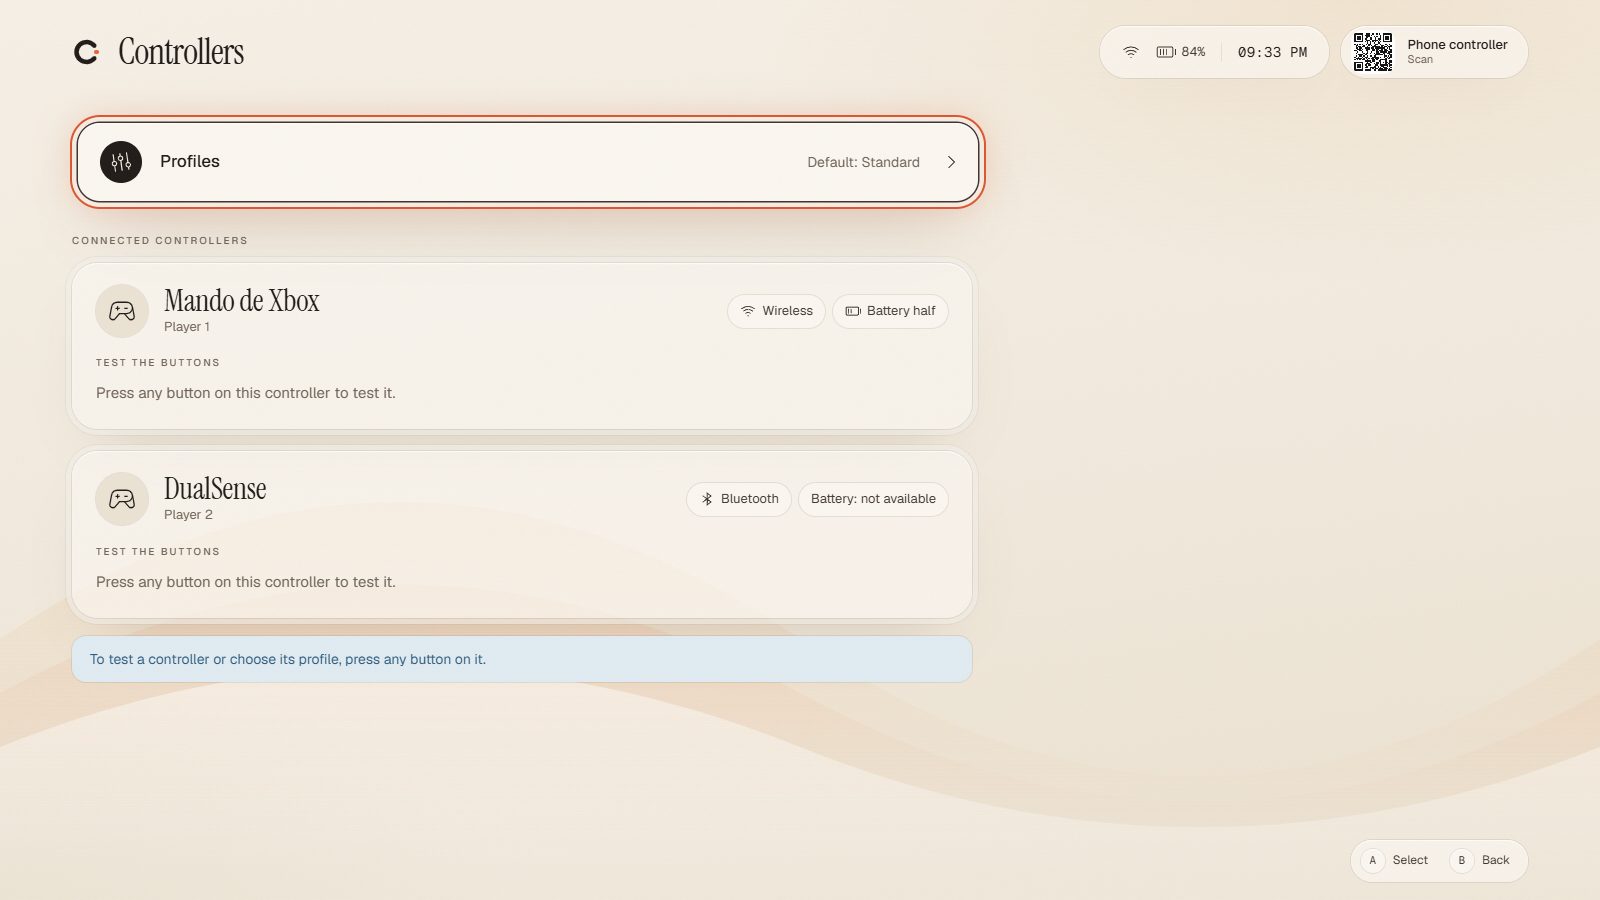 Controllers
84%
09:33 PM
Phone controller
Scan
Profiles
Default: Standard
CONNECTED CONTROLLERS
Mando de Xbox
Player 1
Wireless
Battery half
TEST THE BUTTONS
Press any button on this controller to test it.
DualSense
Player 2
Bluetooth
Battery: not available
TEST THE BUTTONS
Press any button on this controller to test it.
To test a controller or choose its profile, press any button on it.
A Select B Back